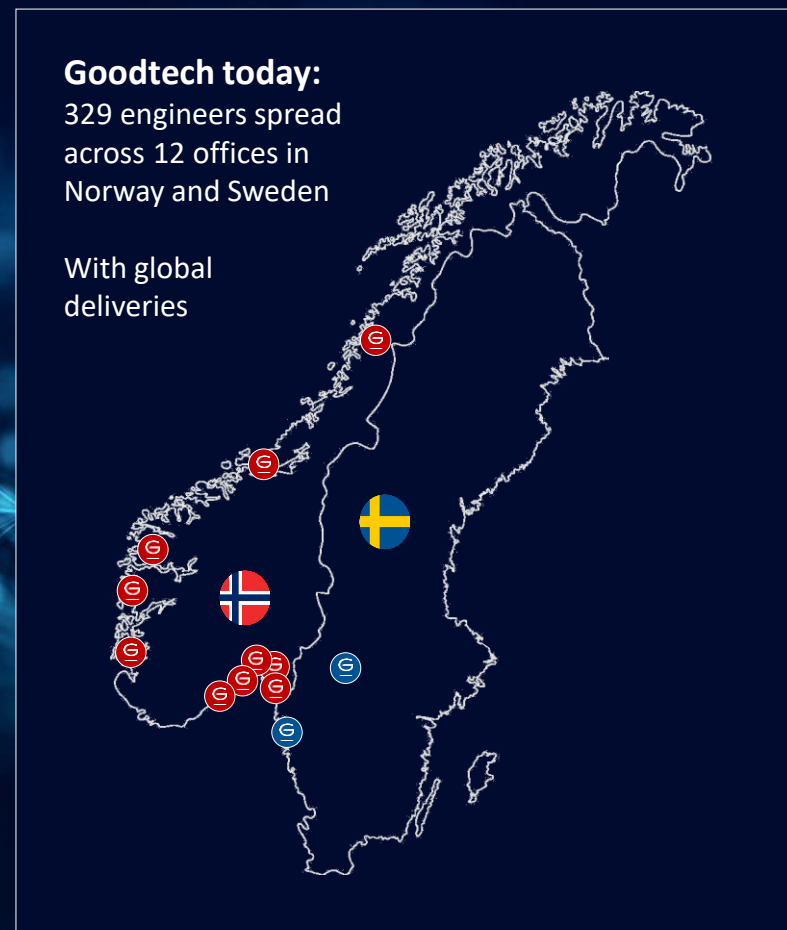 Goodtech today:
329 engineers spread
across 12 offices in
Norway and Sweden
With global
deliveries
G
G
G
G
G
G
G
G
G
G
G
G